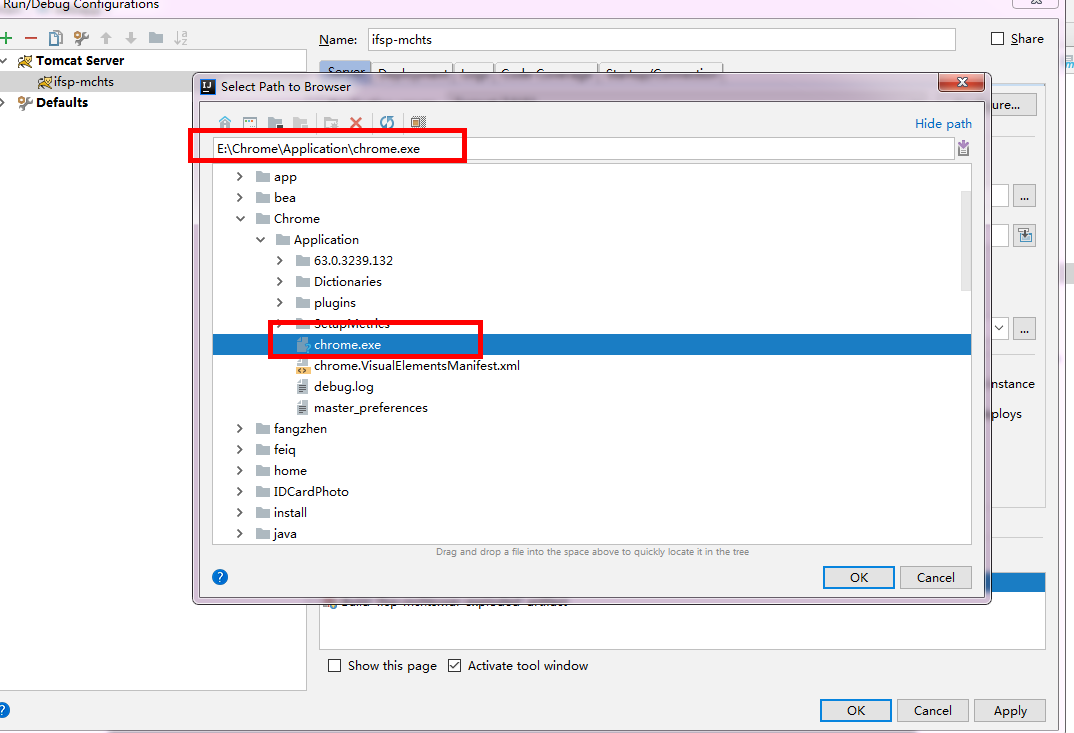 Run/Debug Configurations
Name: ifsp-mchts
Share
Tomcat Server
ifsp-mchts
Defaults
Server
Select Path to Browser
ure...
Hide path
E:\Chrome\Application\chrome.exe
app
bea
...
Chrome
Application
63.0.3239.132
Dictionaries
plugins
SetupMetrics
...
chrome.exe
chrome.VisualElementsManifest.xml
debug.log
nstance
master_preferences
ploys
fangzhen
feiq
home
IDCardPhoto
install
java
Drag and drop a file into the space above to quickly locate it in the tree
?
OK
Cancel
Show this page
Activate tool window
?
OK
Cancel
Apply